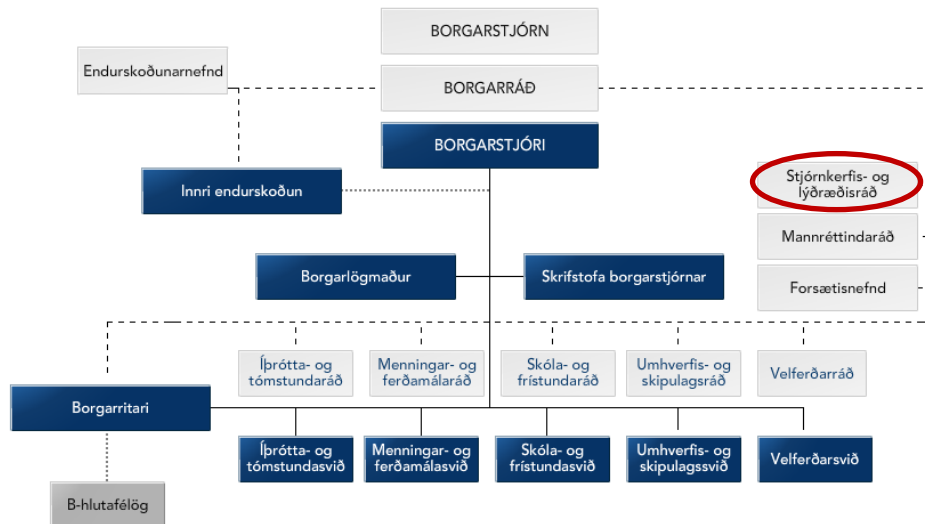 BORGARSTJÓRN
Endurskoðunarnefnd
BORGARRÁÐ
BORGARSTJÓRI
Innri endurskoðun
Stjórnkerfis- og
lýðræðisráð
Mannréttindaráð
Borgarlögmaður
Skrifstofa borgarstjórnar
Forsætisnefnd
Íþrótta- og
tómstundaráð
Menningar- og
ferðamálaráð
Skóla- og
frístundaráð
Umhverfis- og
skipulagsráð
Velferðarráð
Borgarritari
Íþrótta- og
tómstundasvið
Menningar- og
ferðamálasvið
Skóla- og
frístundasvið
Umhverfis- og
skipulagssvið
Velferðarsvið
B-hlutafélög